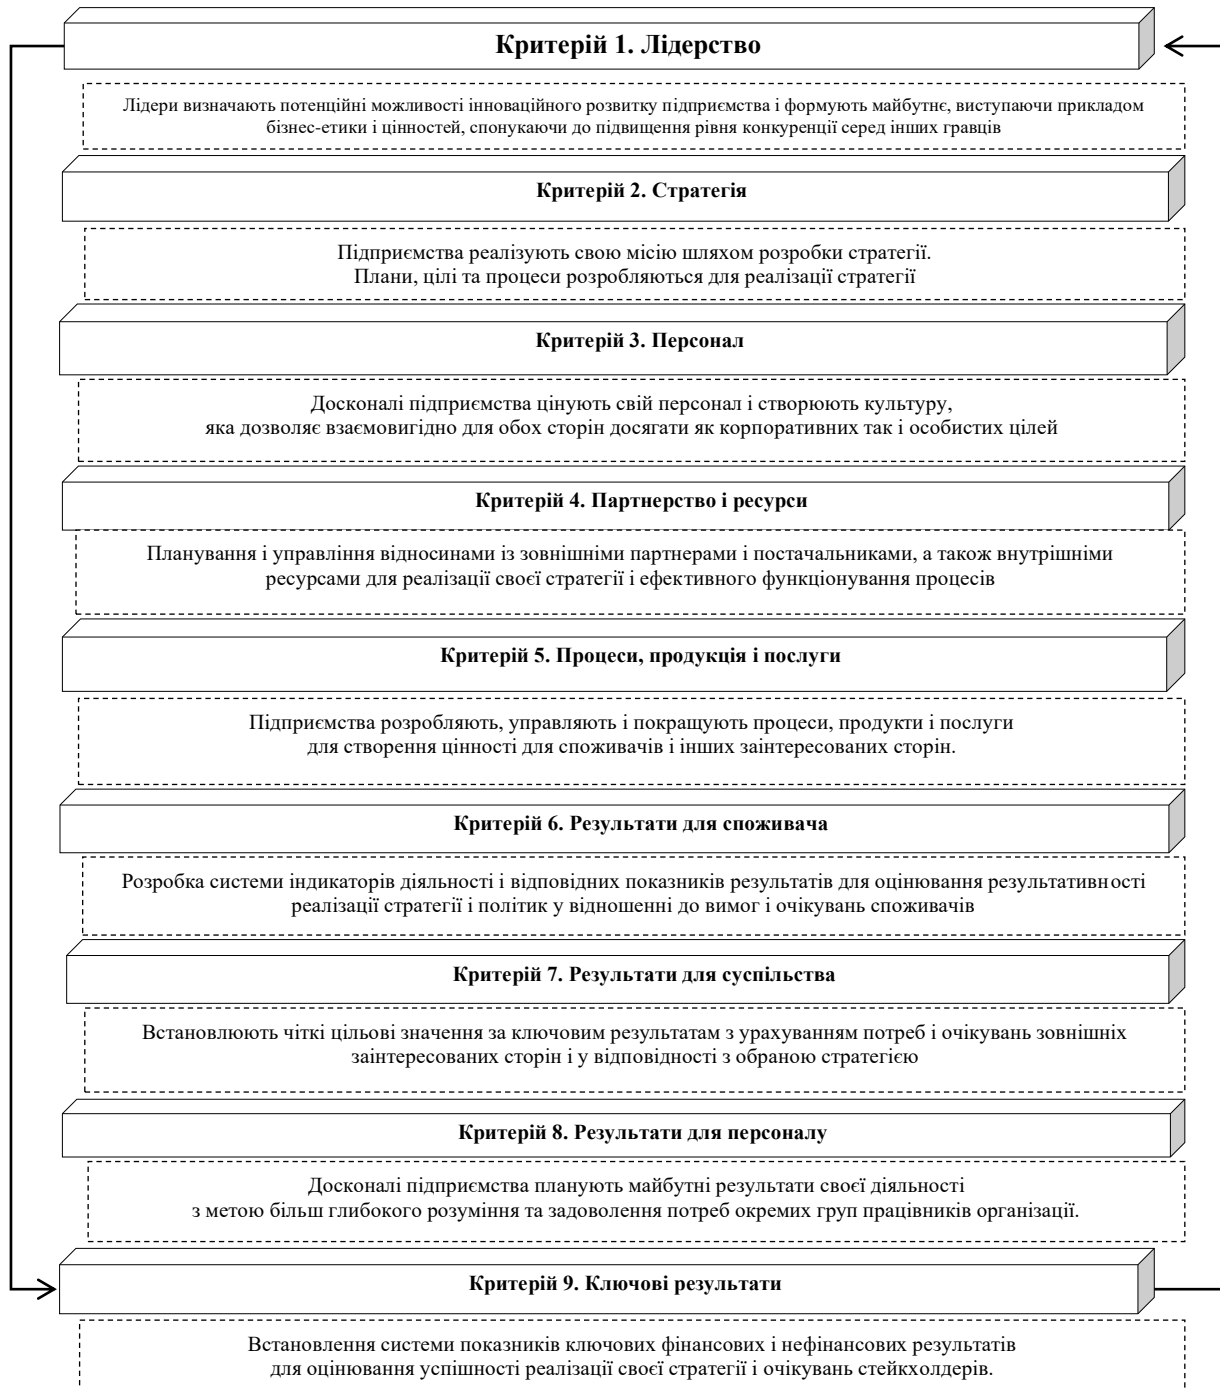 Критерій 1. Лідерство
Лідери визначають потенційні можливості інноваційного розвитку підприємства і формують майбутнє, виступаючи прикладом
бізнес-етики і цінностей, спонукаючи до підвищення рівня конкуренції серед інших гравців
Критерій 2. Стратегія
Підприємства реалізують свою місію шляхом розробки стратегії.
Плани, цілі та процеси розробляються для реалізації стратегії
Критерій 3. Персонал
Досконалі підприємства цінують свій персонал і створюють культуру,
яка дозволяє взаємовигідно для обох сторін досягати як корпоративних так і особистих цілей
Критерій 4. Партнерство і ресурси
Планування і управління відносинами із зовнішніми партнерами і постачальниками, а також внутрішніми
ресурсами для реалізації своєї стратегії і ефективного функціонування процесів
Критерій 5. Процеси, продукція і послуги
Підприємства розробляють, управляють і покращують процеси, продукти і послуги
для створення цінності для споживачів і інших заінтересованих сторін.
Критерій 6. Результати для споживача
Розробка системи індикаторів діяльності і відповідних показників результатів для оцінювання результативності
реалізації стратегії і політик у відношенні до вимог і очікувань споживачів
Критерій 7. Результати для суспільства
Встановлюють чіткі цільові значення за ключовим результатам з урахуванням потреб і очікувань зовнішніх
заінтересованих сторін і у відповідності з обраною стратегією
Критерій 8. Результати для персоналу
Досконалі підприємства планують майбутні результати своєї діяльності
з метою більш глибокого розуміння та задоволення потреб окремих груп працівників організації.
Критерій 9. Ключові результати
Встановлення системи показників ключових фінансових і нефінансових результатів
для оцінювання успішності реалізації своєї стратегії і очікувань стейкхолдерів.